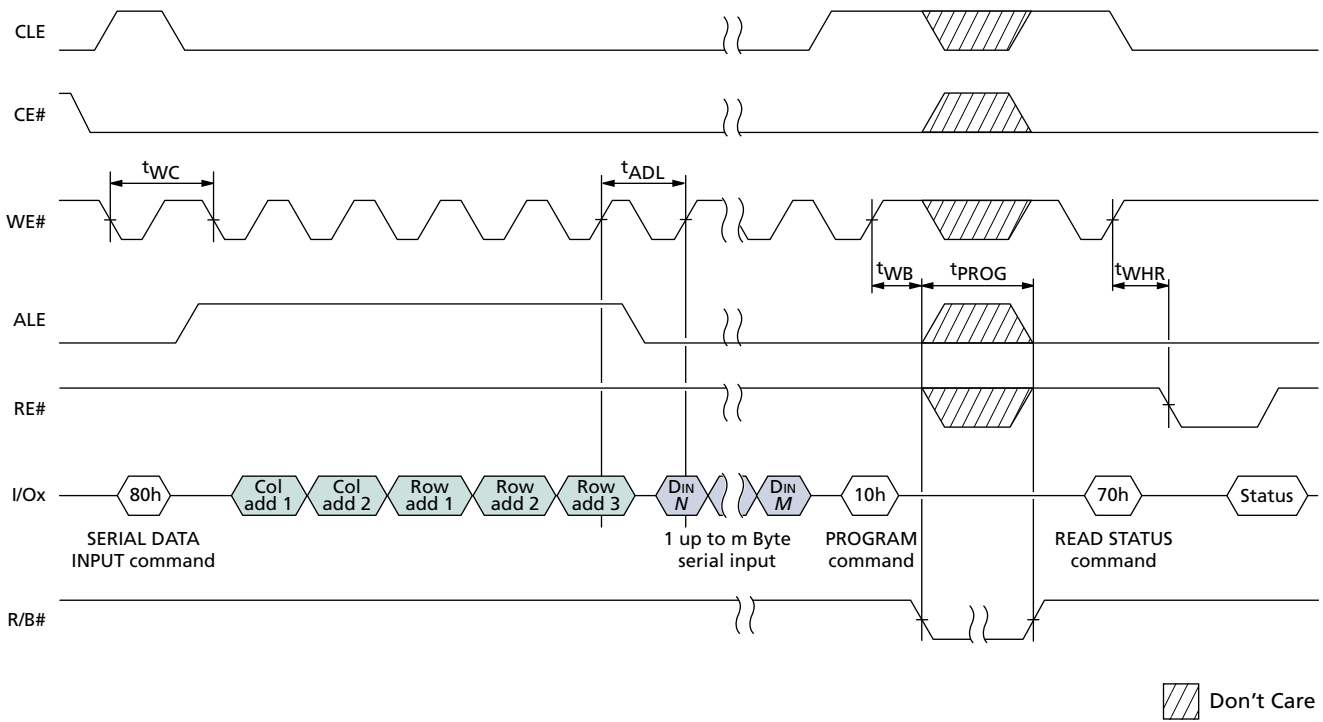 CLE
CE#
tWC
tADL
WE#
tWB
tPROG
tWHR
ALE
RE#
I/Ox
80h
Col
add 1
Col
add 2
Row
add 1
Row
add 2
Row
add 3
DIN
N
DIN
M
10h
70h
Status
SERIAL DATA
INPUT command
1 up to m Byte
serial input
PROGRAM
command
READ STATUS
command
R/B#
Don't Care